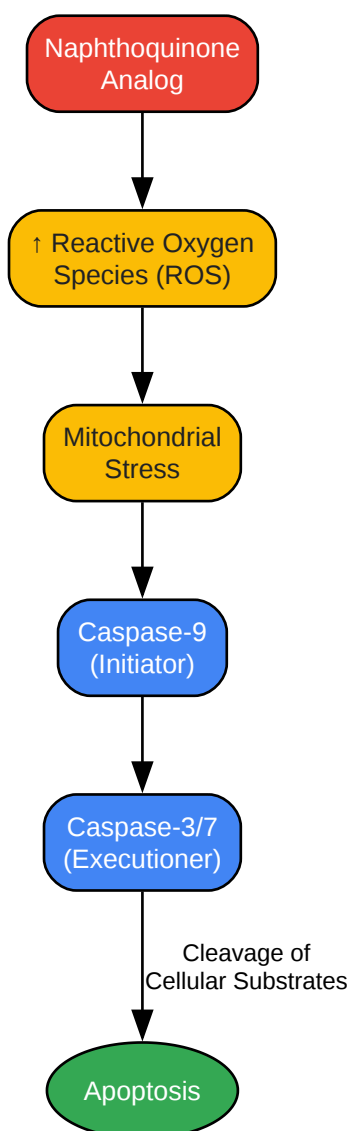 Naphthoquinone
Analog
↑ Reactive Oxygen
Species (ROS)
Mitochondrial
Stress
Caspase-9
(Initiator)
Caspase-3/7
(Executioner)
Cleavage of
Cellular Substrates
Apoptosis